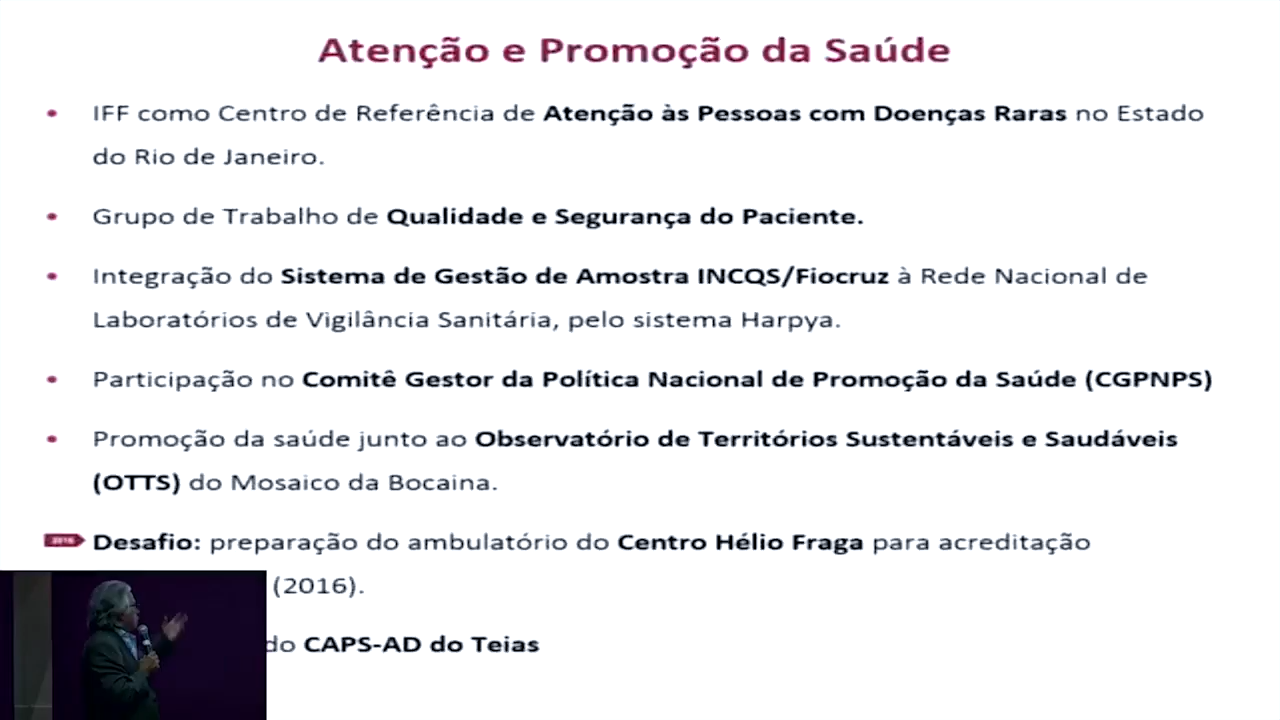 Atenção e Promoção da Saúde
• IFF como Centro de Referência de Atenção às Pessoas com Doenças Raras no Estado
do Rio de Janeiro.
• Grupo de Trabalho de Qualidade e Segurança do Paciente.
• Integração do Sistema de Gestão de Amostra INCQS/Fiocruz à Rede Nacional de
Laboratórios de Vigilância Sanitária, pelo sistema Harpya.
• Participação no Comitê Gestor da Política Nacional de Promoção da Saúde (CGPNPS)
• Promoção da saúde junto ao Observatório de Territórios Sustentáveis e Saudáveis
(OTTS) do Mosaico da Bocaina.
2016 Desafio: preparação do ambulatório do Centro Hélio Fraga para acreditação
(2016).
do CAPS-AD do Teias